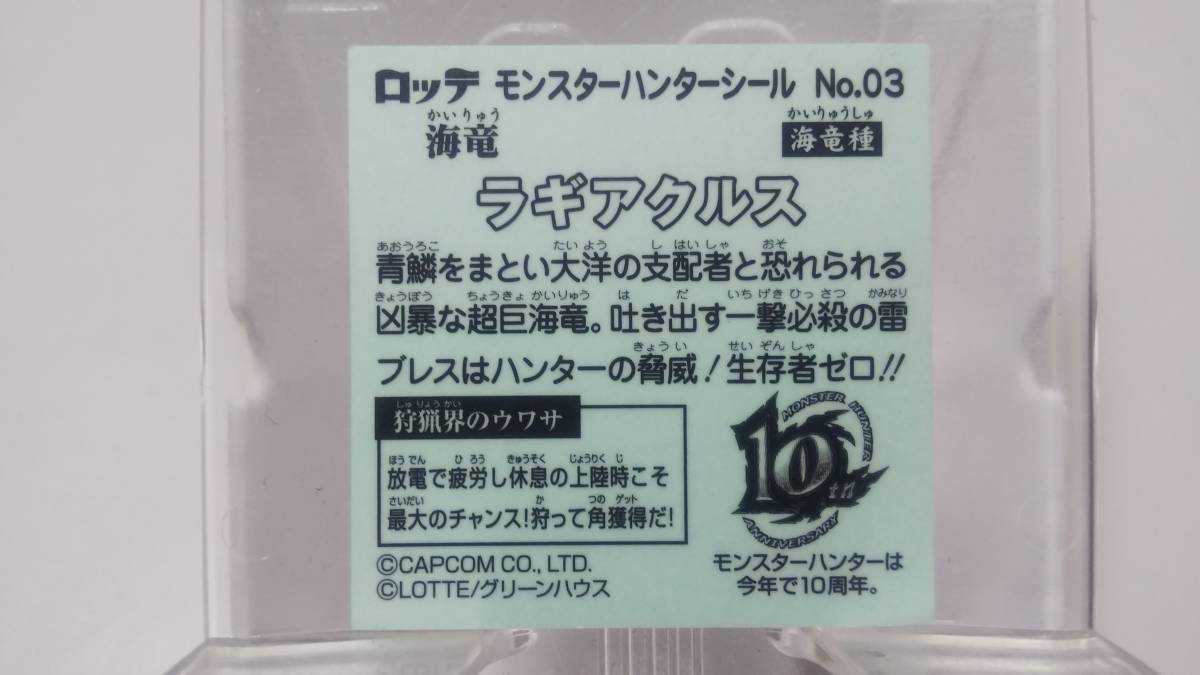 ロッテ モンスターハンターシール No.03
かいりゅう かいりゅうしゅ
海竜 海竜種
ラギアクルス
あおうろこ たいよう しはいしゃ おそ
青鱗をまとい大洋の支配者と恐れられる
きょうぼう ちょうきょかいりゅう は だ いちげきひっさつ かみなり
凶暴な超巨海竜。吐き出す一撃必殺の雷
きょうい せいぞんしゃ
ブレスはハンターの脅威!生存者ゼロ!!
しゅりょうかい
狩猟界のウワサ
ほうでん ひろう きゅうそく じょうりくじ
放電で疲労し休息の上陸時こそ
さいだい か つの ゲット
最大のチャンス!狩って角獲得だ!
MONSTER HUNTER
10th
ANNIVERSARY
モンスターハンターは
今年で10周年。
©CAPCOM CO., LTD.
©LOTTE/グリーンハウス